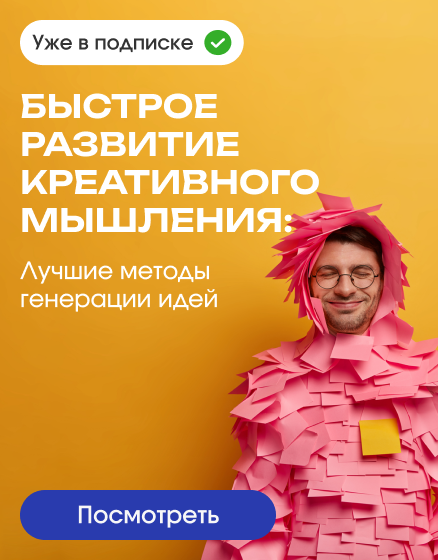 Уже в подписке
БЫСТРОЕ
РАЗВИТИЕ
КРЕАТИВНОГО
МЫШЛЕНИЯ:
Лучшие методы
генерации идей
Посмотреть